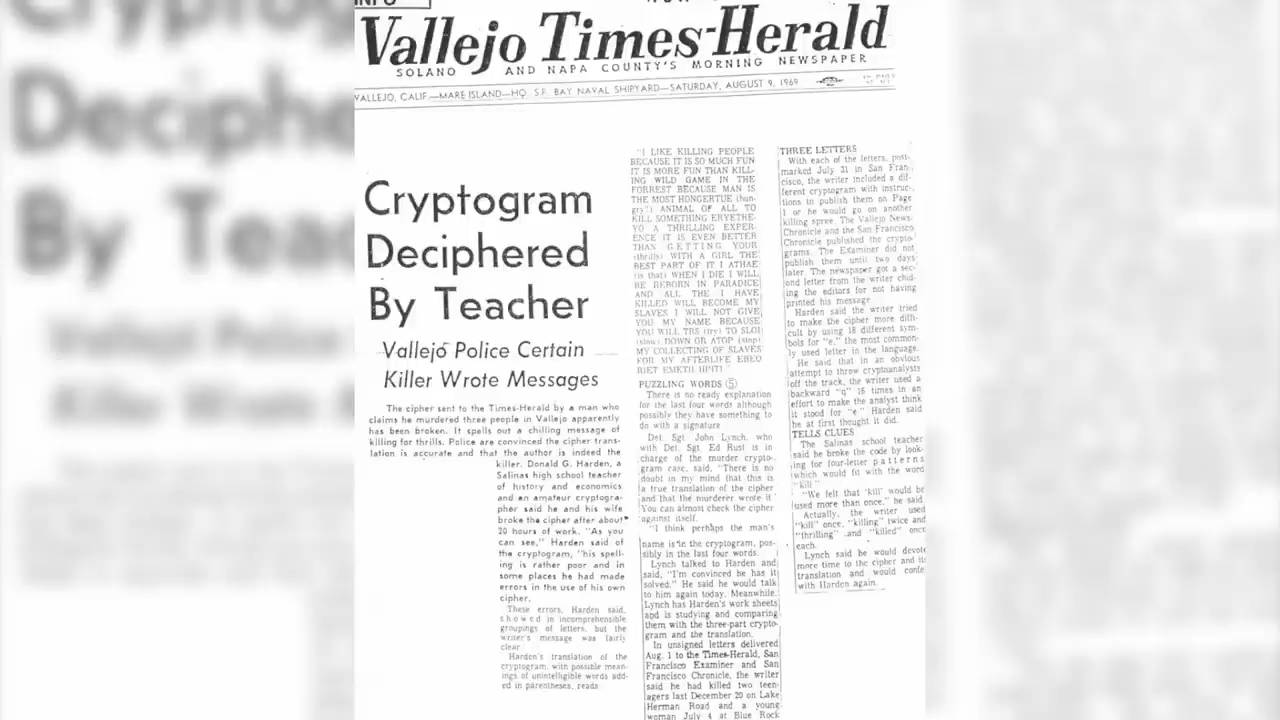 INFO
Vallejo Times-Herald
SOLANO AND NAPA COUNTY'S MORNING NEWSPAPER
VALLEJO, CALIF.—MARE ISLAND—HQ. S.F. BAY NAVAL SHIPYARD—SATURDAY, AUGUST 9, 1969
Cryptogram
Deciphered
By Teacher
Vallejo Police Certain
Killer Wrote Messages
The cipher sent to the Times-Herald by a man who
claims he murdered three people in Vallejo apparently
has been broken. It spells out a chilling message of
killing for thrills. Police are convinced the cipher trans-
lation is accurate and that the author is indeed the
killer. Donald G. Harden, a
Salinas high school teacher
of history and economics
and an amateur cryptogra-
pher said he and his wife
broke the cipher after about
20 hours of work. "As you
can see," Harden said of
the cryptogram, "his spell-
ing is rather poor and in
some places he had made
errors in the use of his own
cipher.
These errors, Harden said,
showed in incomprehensible
groupings of letters, but the
writer's message was fairly
clear.
Harden's translation of the
cryptogram, with possible mean-
ings of unintelligible words add-
ed in parentheses, reads:
"I LIKE KILLING PEOPLE
BECAUSE IT IS SO MUCH FUN
IT IS MORE FUN THAN KILL-
ING WILD GAME IN THE
FORREST BECAUSE MAN IS
THE MOST HONGERTUE (hun-
gry") ANIMAL OF ALL TO
KILL SOMETHING ERYETHE-
YO A THRILLING EXPER-
ENCE IT IS EVEN BETTER
THAN GETTING YOUR
(thrills) WITH A GIRL THE
BEST PART OF IT I ATHAE
(is that) WHEN I DIE I WILL
BE REBORN IN PARADICE
AND ALL THE I HAVE
KILLED WILL BECOME MY
SLAVES I WILL NOT GIVE
YOU MY NAME BECAUSE
YOU WILL TRS (try) TO SLOI
(slow) DOWN OR ATOP (stop)
MY COLLECTING OF SLAVES
FOR MY AFTERLIFE EBEO
RIET EMETH HPITI."
PUZZLING WORDS (5)
There is no ready explanation
for the last four words although
possibly they have something to
do with a signature
Det. Sgt. John Lynch, who
with Det. Sgt. Ed Rust is in
charge of the murder crypto-
gram case, said, "There is no
doubt in my mind that this is
a true translation of the cipher
and that the murderer wrote it
You can almost check the cipher
against itself.
"I think perhaps the man's
name is in the cryptogram, pos-
sibly in the last four words.
Lynch talked to Harden and
said, "I'm convinced he has it
solved." He said he would talk
to him again today. Meanwhile,
Lynch has Harden's work sheets
and is studying and comparing
them with the three-part crypto-
gram and the translation.
In unsigned letters delivered
Aug. 1 to the Times-Herald, San
Francisco Examiner and San
Francisco Chronicle, the writer
said he had killed two teen-
agers last December 20 on Lake
Herman Road and a young
woman July 4 at Blue Rock
THREE LETTERS
With each of the letters, post-
marked July 31 in San Fran-
cisco, the writer included a dif-
ferent cryptogram with instruc-
tions to publish them on Page
1 or he would go on another
killing spree. The Vallejo News-
Chronicle and the San Francisco
Chronicle published the crypto-
grams. The Examiner did not
publish them until two days
later. The newspaper got a sec-
ond letter from the writer chid-
ing the editors for not having
printed his message
Harden said the writer tried
to make the cipher more diffi-
cult by using 18 different sym-
bols for "e," the most common-
ly used letter in the language.
He said that in an obvious
attempt to throw cryptoanalysts
off the track, the writer used a
backward "q" 16 times in an
effort to make the analyst think
it stood for "e" Harden said
he at first thought it did.
TELLS CLUES
The Salinas school teacher
said he broke the code by look-
ing for four-letter patterns
which would fit with the word
"kill"
"We felt that 'kill' would be
used more than once," he said.
Actually, the writer used
"kill" once, "killing" twice and
"thrilling" and "killed" once
each.
Lynch said he would devote
more time to the cipher and its
translation and would confe
with Harden again.